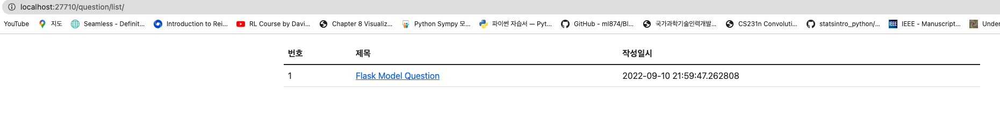 localhost:27710/question/list/
YouTube 지도 Seamless - Definit... Introduction to Rei... RL Course by Davi... Chapter 8 Visualiz... Python Sympy 모... 파이썬 자습서 — Pyt... GitHub - ml874/Bl... 국가과학기술인력개발... CS231n Convoluti... statsintro_python/... IEEE IEEE - Manuscript... Under
번호 제목 작성일시
1 Flask Model Question 2022-09-10 21:59:47.262808